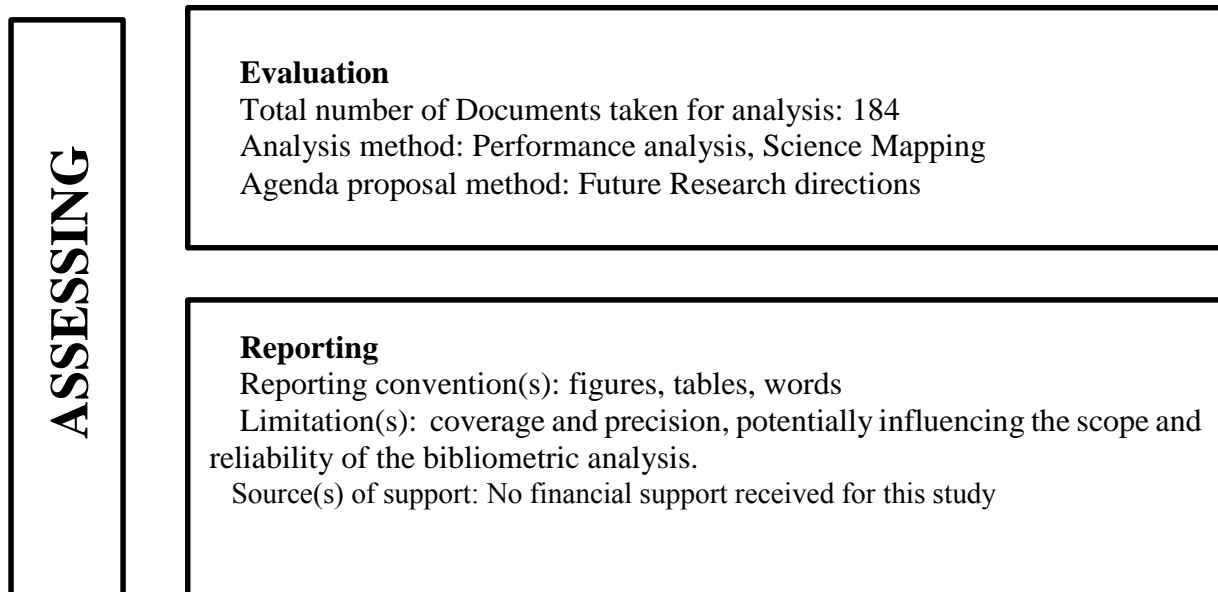 ASSESSING
Evaluation
Total number of Documents taken for analysis: 184
Analysis method: Performance analysis, Science Mapping
Agenda proposal method: Future Research directions
Reporting
Reporting convention(s): figures, tables, words
Limitation(s): coverage and precision, potentially influencing the scope and
reliability of the bibliometric analysis.
Source(s) of support: No financial support received for this study